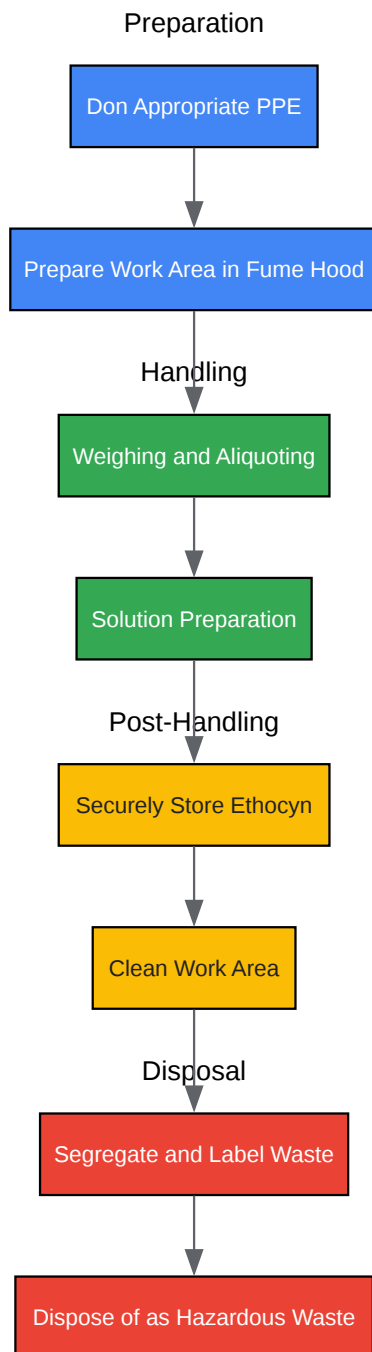 Preparation
Don Appropriate PPE
Prepare Work Area in Fume Hood
Handling
Weighing and Aliquoting
Solution Preparation
Post-Handling
Securely Store Ethocyn
Clean Work Area
Disposal
Segregate and Label Waste
Dispose of as Hazardous Waste